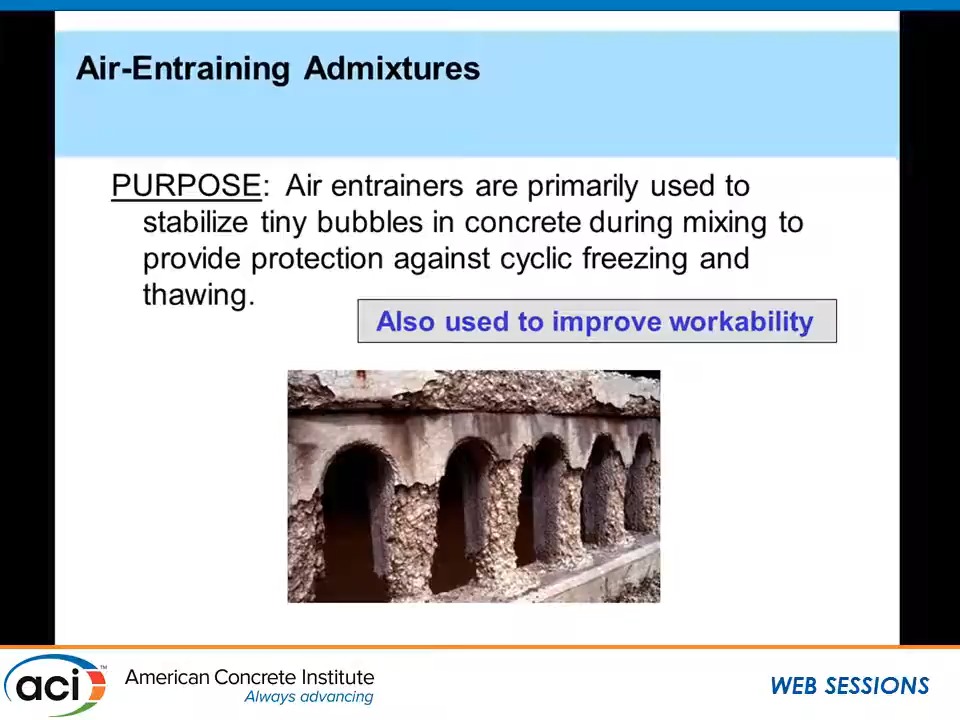 Air-Entraining Admixtures
PURPOSE: Air entrainers are primarily used to
stabilize tiny bubbles in concrete during mixing to
provide protection against cyclic freezing and
thawing.
Also used to improve workability
aci™
American Concrete Institute
Always advancing
WEB SESSIONS